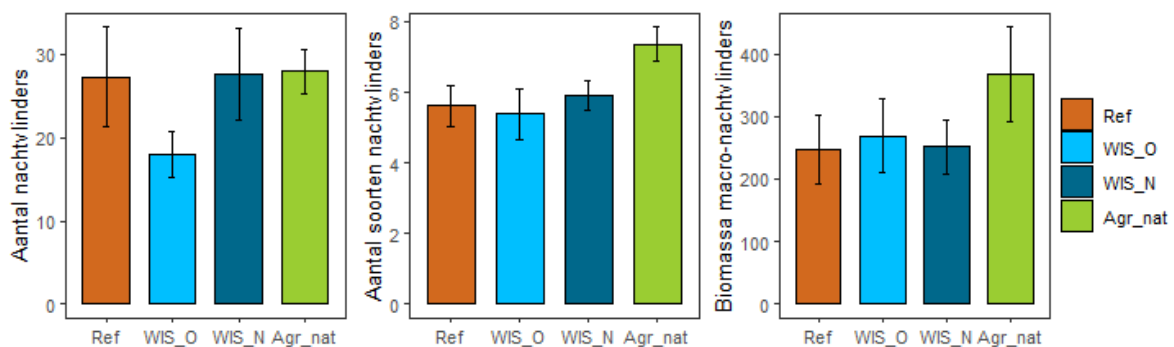 Aantal nachtvlinders
30
20
10
0
Ref WIS_O WIS_N Agr_nat
Aantal soorten nachtvlinders
8
6
4
2
0
Ref WIS_O WIS_N Agr_nat
Biomassa macro-nachtvlinders
400
300
200
100
0
Ref WIS_O WIS_N Agr_nat
Ref
WIS_O
WIS_N
Agr_nat